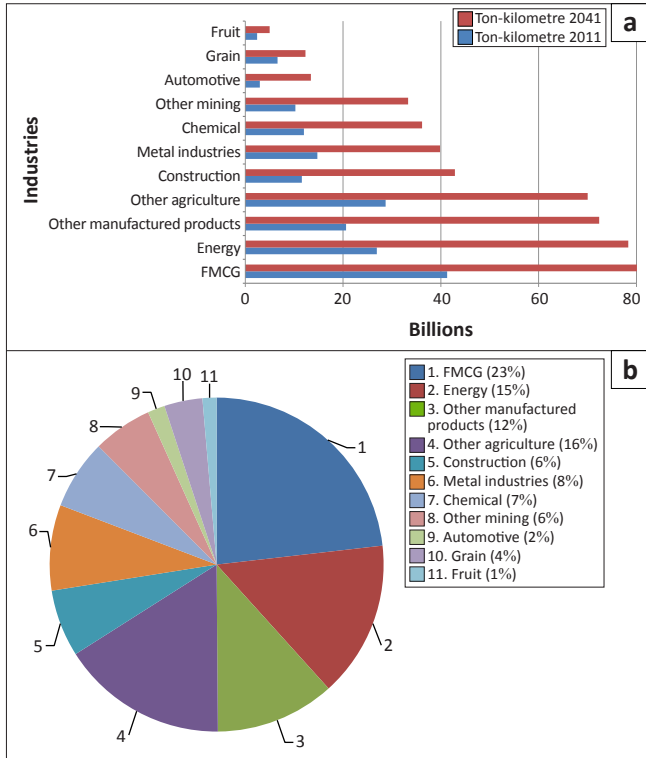 a
Ton-kilometre 2041
Ton-kilometre 2011
Industries
Fruit
Grain
Automotive
Other mining
Chemical
Metal industries
Construction
Other agriculture
Other manufactured products
Energy
FMCG
0 20 40 60 80
Billions
b
1. FMCG (23%)
2. Energy (15%)
3. Other manufactured
products (12%)
4. Other agriculture (16%)
5. Construction (6%)
6. Metal industries (8%)
7. Chemical (7%)
8. Other mining (6%)
9. Automotive (2%)
10. Grain (4%)
11. Fruit (1%)
1
2
3
4
5
6
7
8
9
10
11